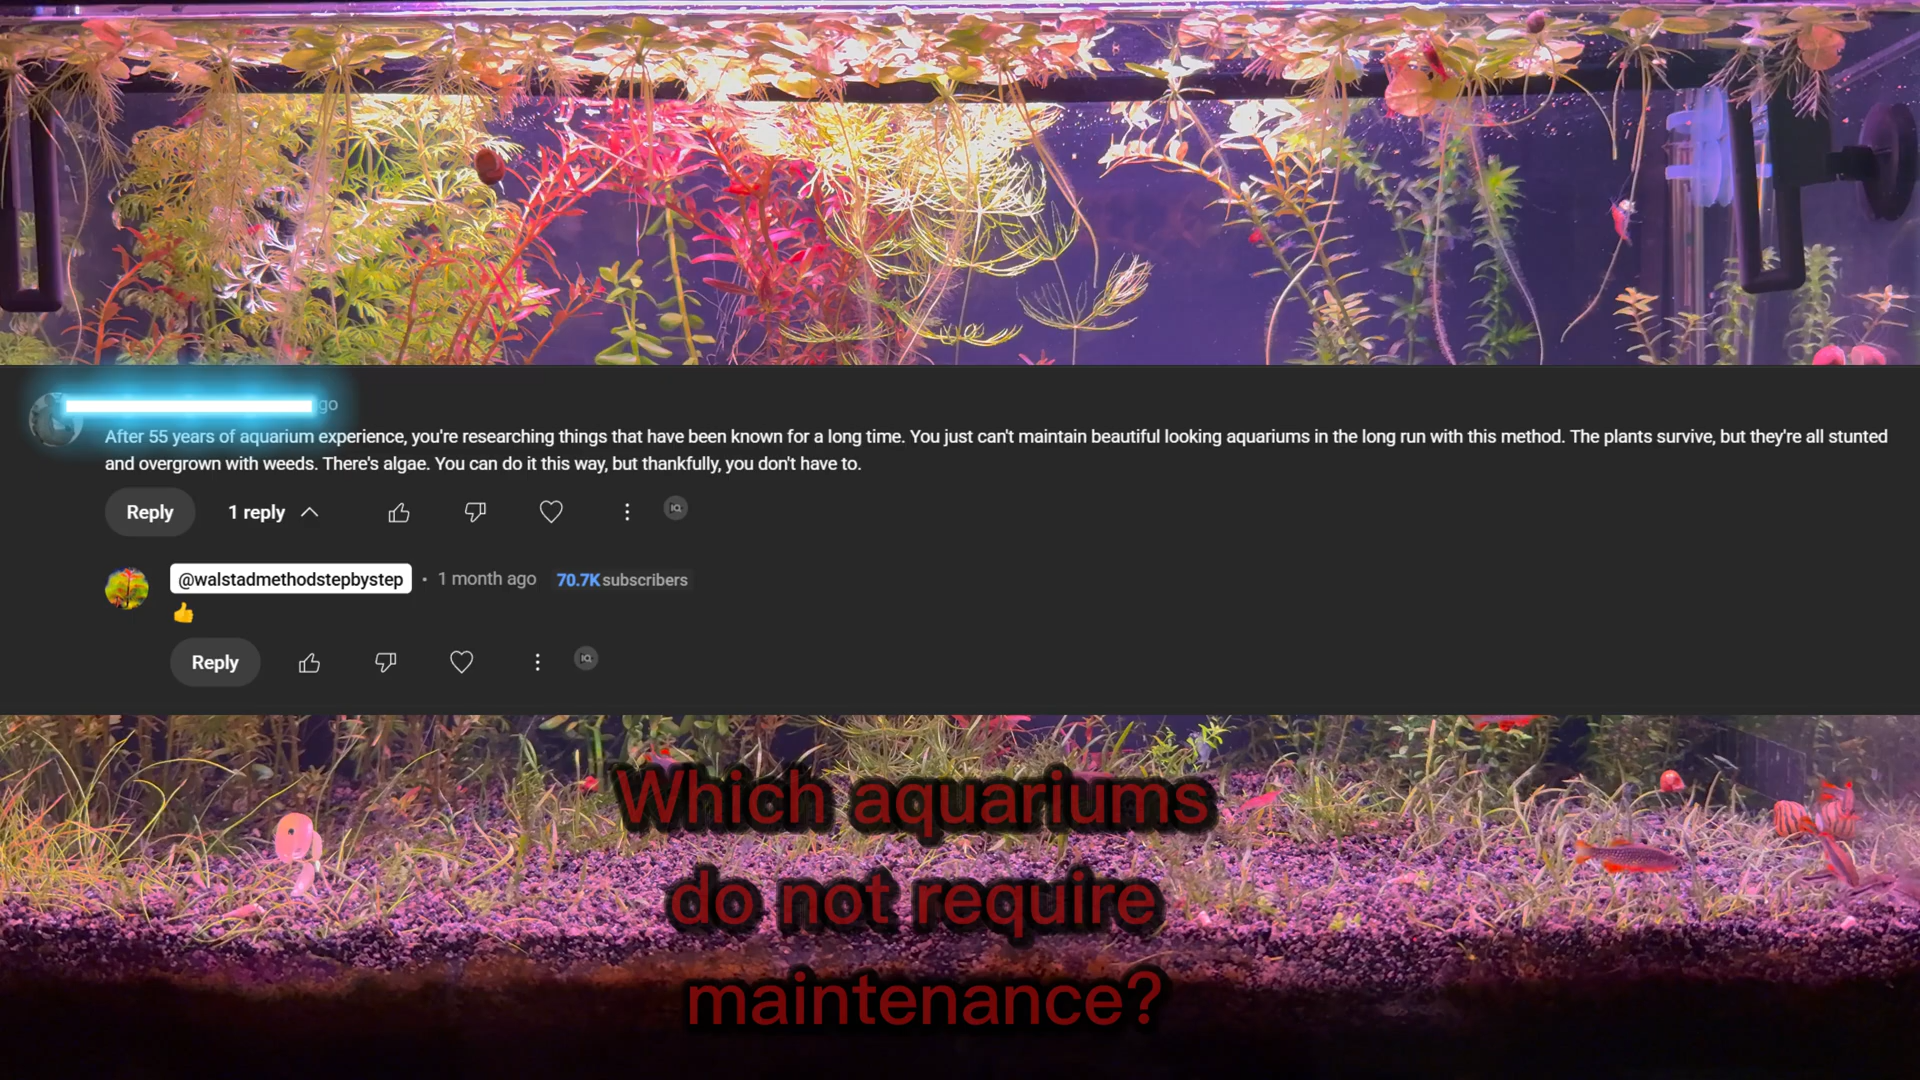 go
After 55 years of aquarium experience, you're researching things that have been known for a long time. You just can't maintain beautiful looking aquariums in the long run with this method. The plants survive, but they're all stunted
and overgrown with weeds. There's algae. You can do it this way, but thankfully, you don't have to.
Reply 1 reply IQ
@walstadmethodstepbystep • 1 month ago 70.7K subscribers
👍
Reply IQ
Which aquariums
do not require
maintenance?